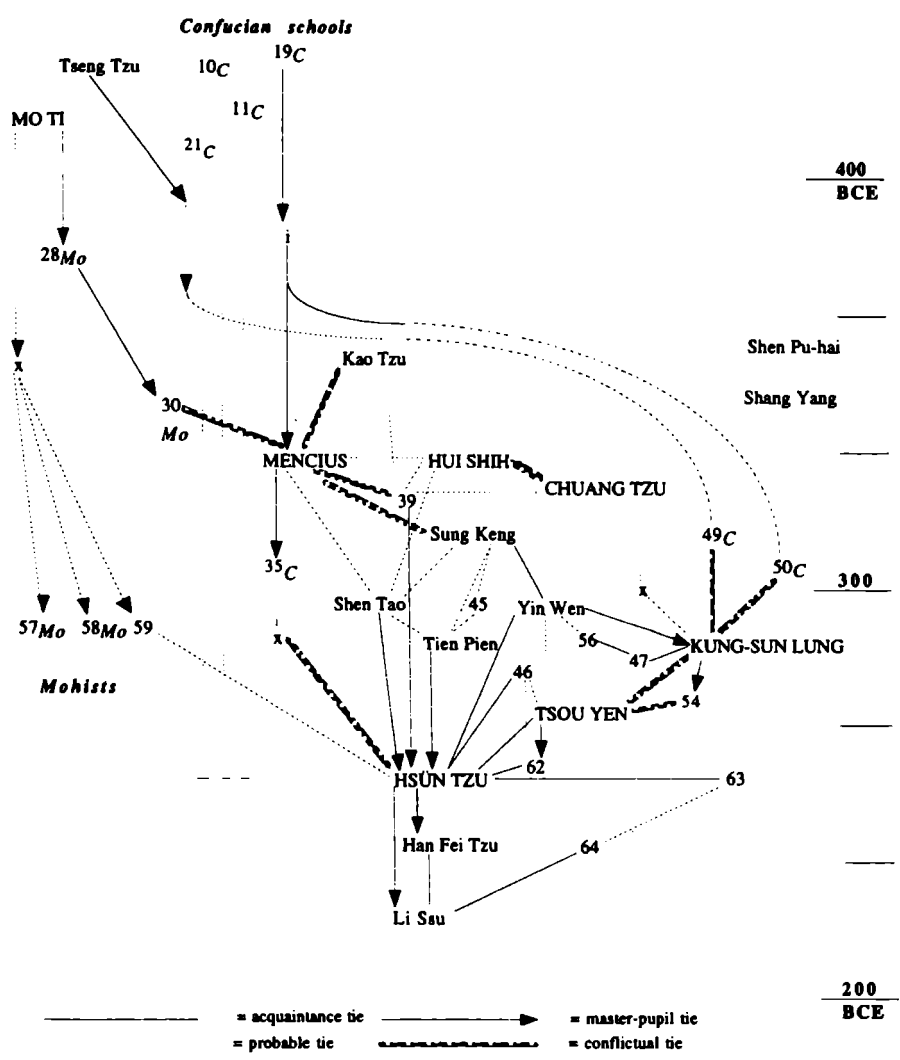 Confucian schools
19C
Tseng Tzu
10C
11C
MO TI
21C
400
BCE
i
28Mo
Shen Pu-hai
Kao Tzu
x
Shang Yang
30
Mo
MENCIUS
HUI SHIH
CHUANG TZU
39
Sung Keng
49C
35C
50C
300
x
Shen Tao
45
Yin Wen
57Mo 58Mo 59
x
Tien Pien
56
47
KUNG-SUN LUNG
Mohists
46
54
TSOU YEN
62
HSÜN TZU
63
Han Fei Tzu
64
Li Ssu
200
BCE
= acquaintance tie
= master-pupil tie
= probable tie
= conflictual tie